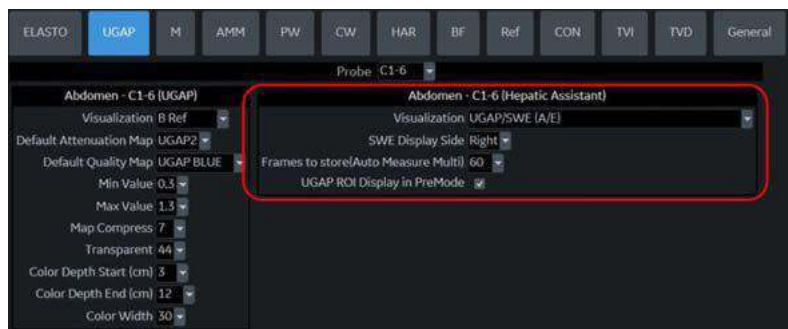 ELASTO UGAP M AMM PW CW HAR BF Ref CON TVI TVD General
Probe C1-6
Abdomen - C1-6 (UGAP)
Visualization B Ref
Default Attenuation Map UGAP2
Default Quality Map UGAP BLUE
Min Value 0.3
Max Value 1.3
Map Compress 7
Transparent 44
Color Depth Start (cm) 3
Color Depth End (cm) 12
Color Width 30
Abdomen - C1-6 (Hepatic Assistant)
Visualization UGAP/SWE (A/E)
SWE Display Side Right
Frames to store(Auto Measure Multi) 60
UGAP ROI Display in PreMode